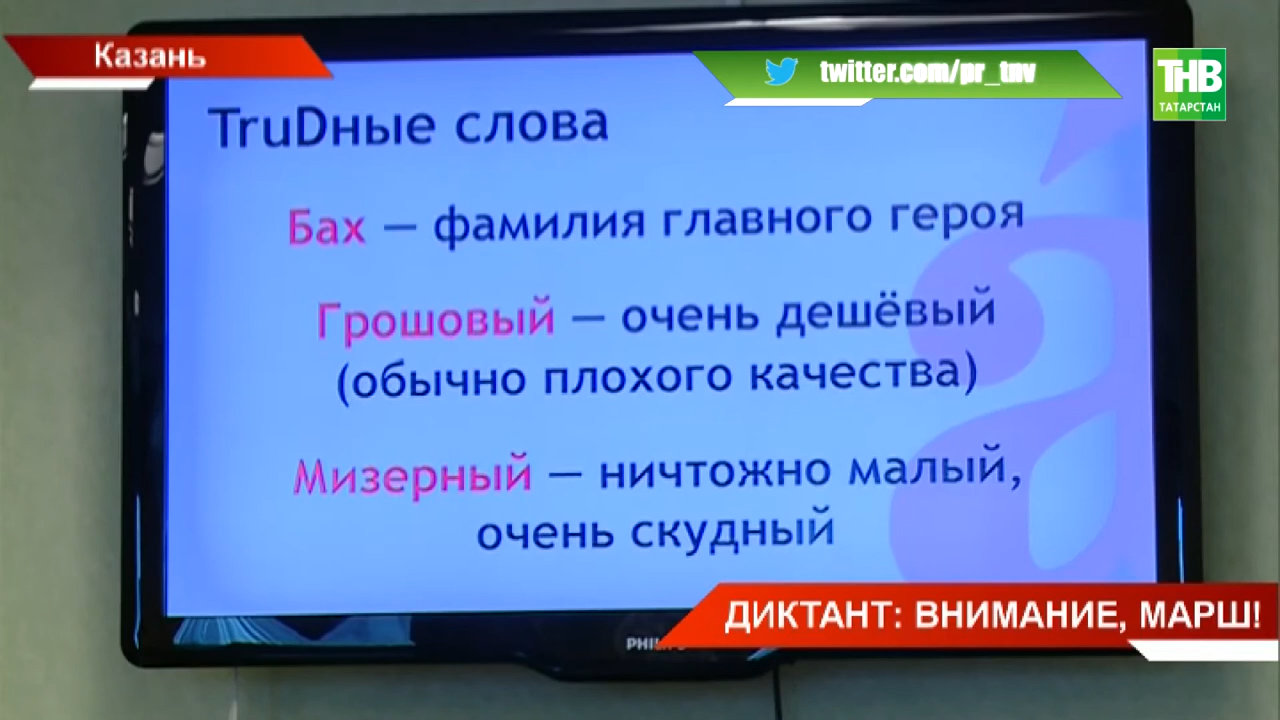 Казань
twitter.com/pr_tnv
ТНВ
ТАТАРСТАН
TruDные слова
Бах — фамилия главного героя
Грошовый — очень дешёвый
(обычно плохого качества)
Мизерный — ничтожно малый,
очень скудный
ДИКТАНТ: ВНИМАНИЕ, МАРШ!